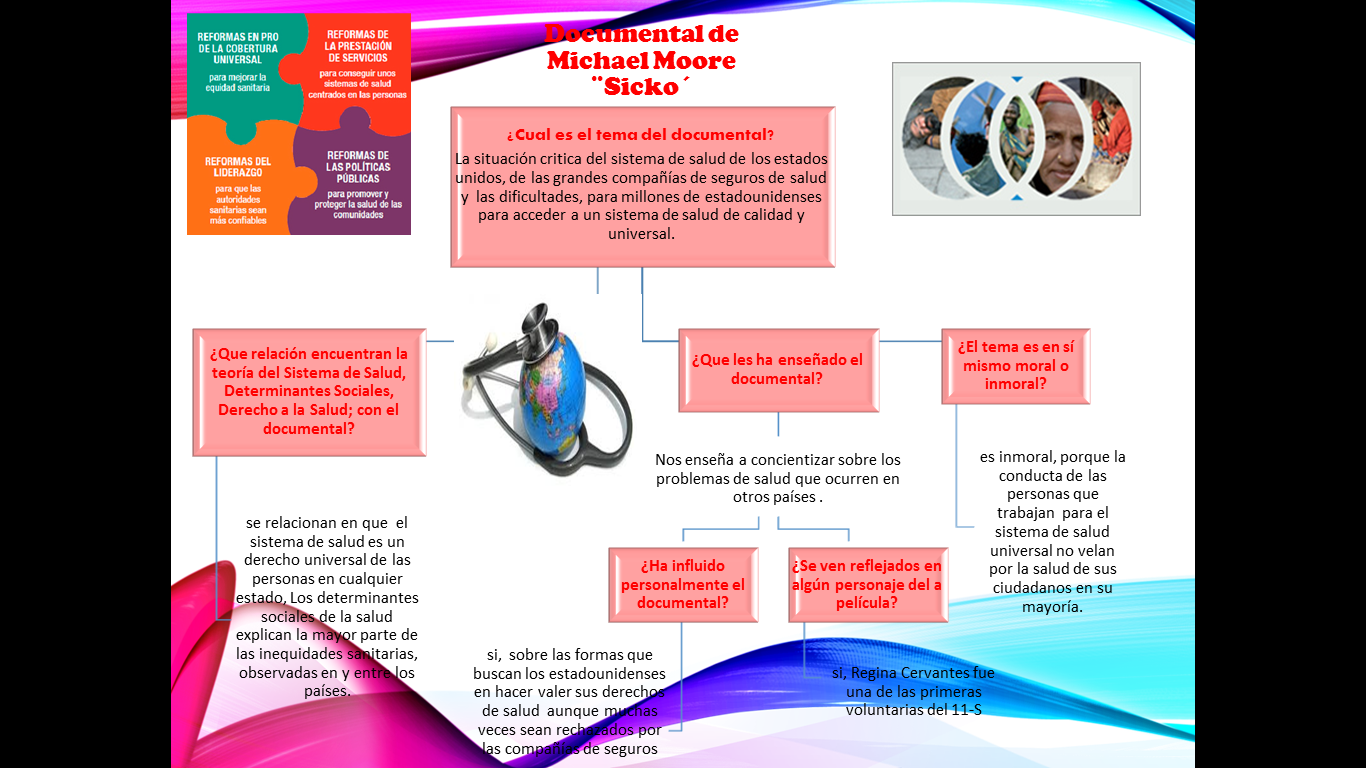 REFORMAS EN PRO
DE LA COBERTURA
UNIVERSAL
para mejorar la
equidad sanitaria
REFORMAS DE
LA PRESTACIÓN
DE SERVICIOS
para conseguir unos
sistemas de salud
centrados en las personas
REFORMAS DEL
LIDERAZGO
para que las
autoridades
sanitarias sean
más confiables
REFORMAS DE
LAS POLÍTICAS
PÚBLICAS
para promover y
proteger la salud de las
comunidades
Documental de
Michael Moore
¨Sicko´
¿Cual es el tema del documental?
La situación critica del sistema de salud de los estados
unidos, de las grandes compañías de seguros de salud
y las dificultades, para millones de estadounidenses
para acceder a un sistema de salud de calidad y
universal.
¿Que relación encuentran la
teoría del Sistema de Salud,
Determinantes Sociales,
Derecho a la Salud; con el
documental?
se relacionan en que el
sistema de salud es un
derecho universal de las
personas en cualquier
estado, Los determinantes
sociales de la salud
explican la mayor parte de
las inequidades sanitarias,
observadas en y entre los
países.
¿Que les ha enseñado el
documental?
Nos enseña a concientizar sobre los
problemas de salud que ocurren en
otros países .
¿Ha influido
personalmente el
documental?
si, sobre las formas que
buscan los estadounidenses
en hacer valer sus derechos
de salud aunque muchas
veces sean rechazados por
las compañías de seguros
¿Se ven reflejados en
algún personaje del a
película?
si, Regina Cervantes fue
una de las primeras
voluntarias del 11-S
¿El tema es en sí
mismo moral o
inmoral?
es inmoral, porque la
conducta de las
personas que
trabajan para el
sistema de salud
universal no velan
por la salud de sus
ciudadanos en su
mayoría.